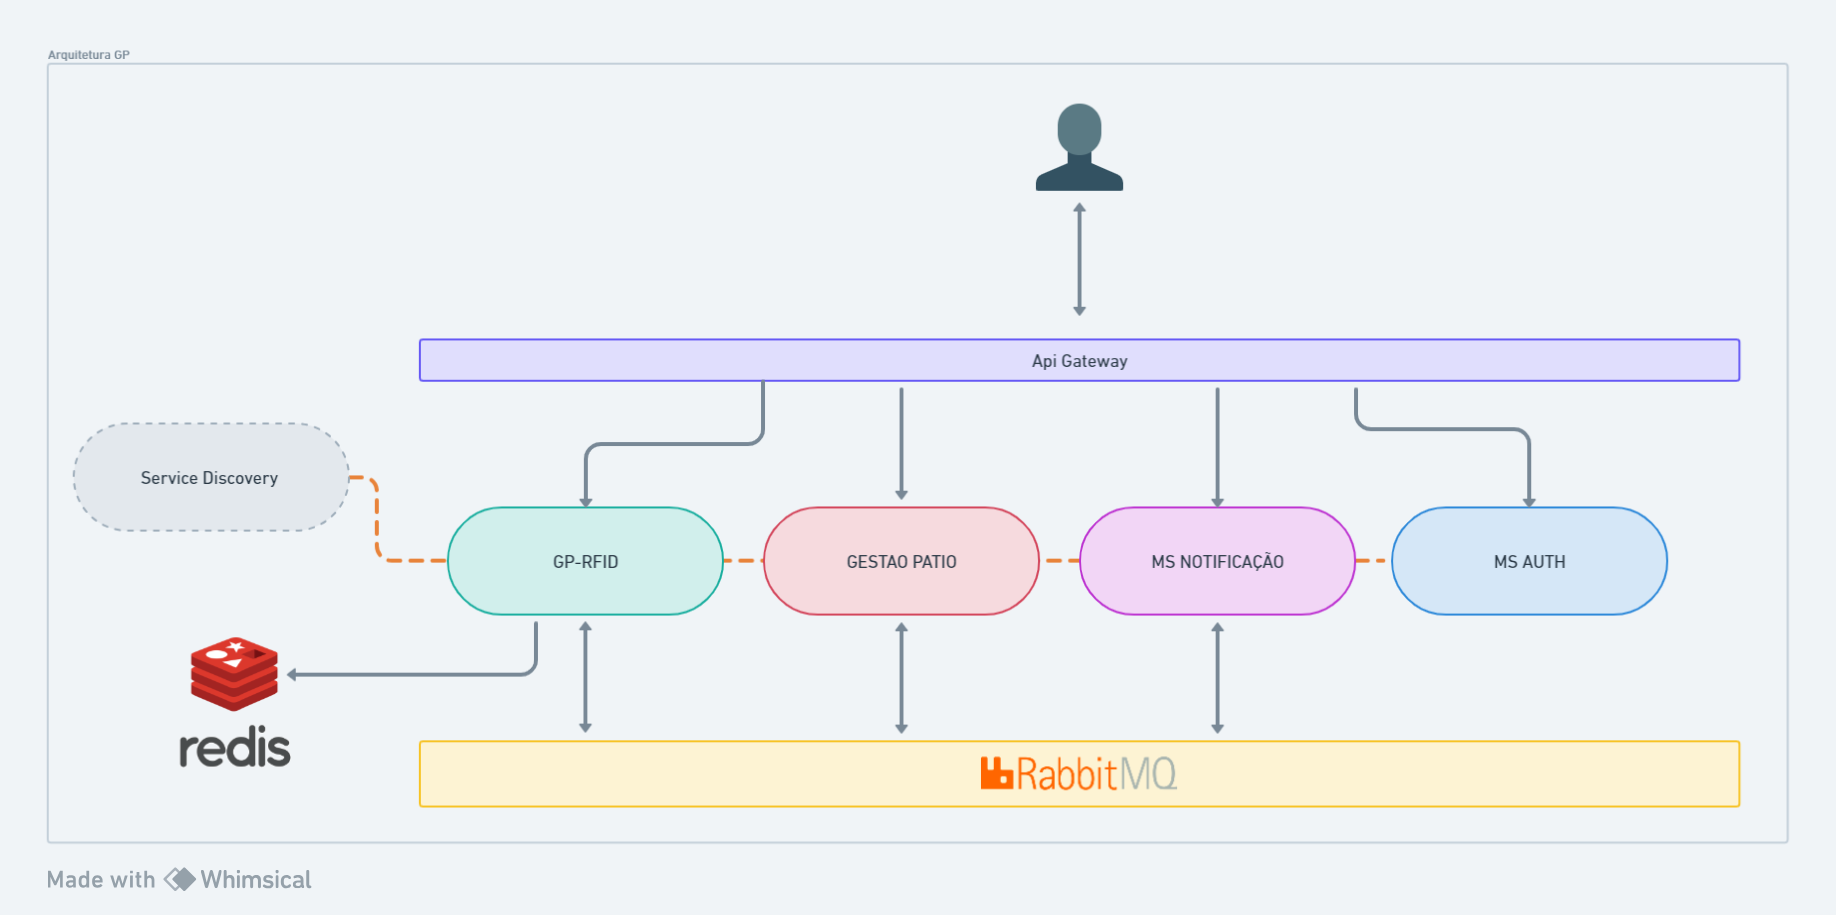 Arquitetura GP
Api Gateway
Service Discovery
GP-RFID
GESTAO PATIO
MS NOTIFICAÇÃO
MS AUTH
redis
RabbitMQ
Made with Whimsical